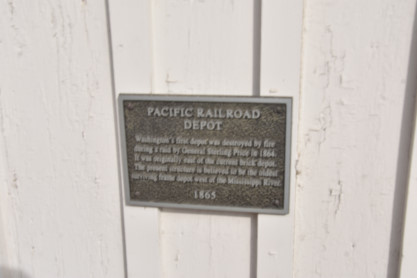 PACIFIC RAILROAD
DEPOT
Washington's first depot was destroyed by fire
during a raid by General Sterling Price in 1864.
It was originally east of the current brick depot.
The present structure is believed to be the oldest
surviving frame depot west of the Mississippi River.
1865